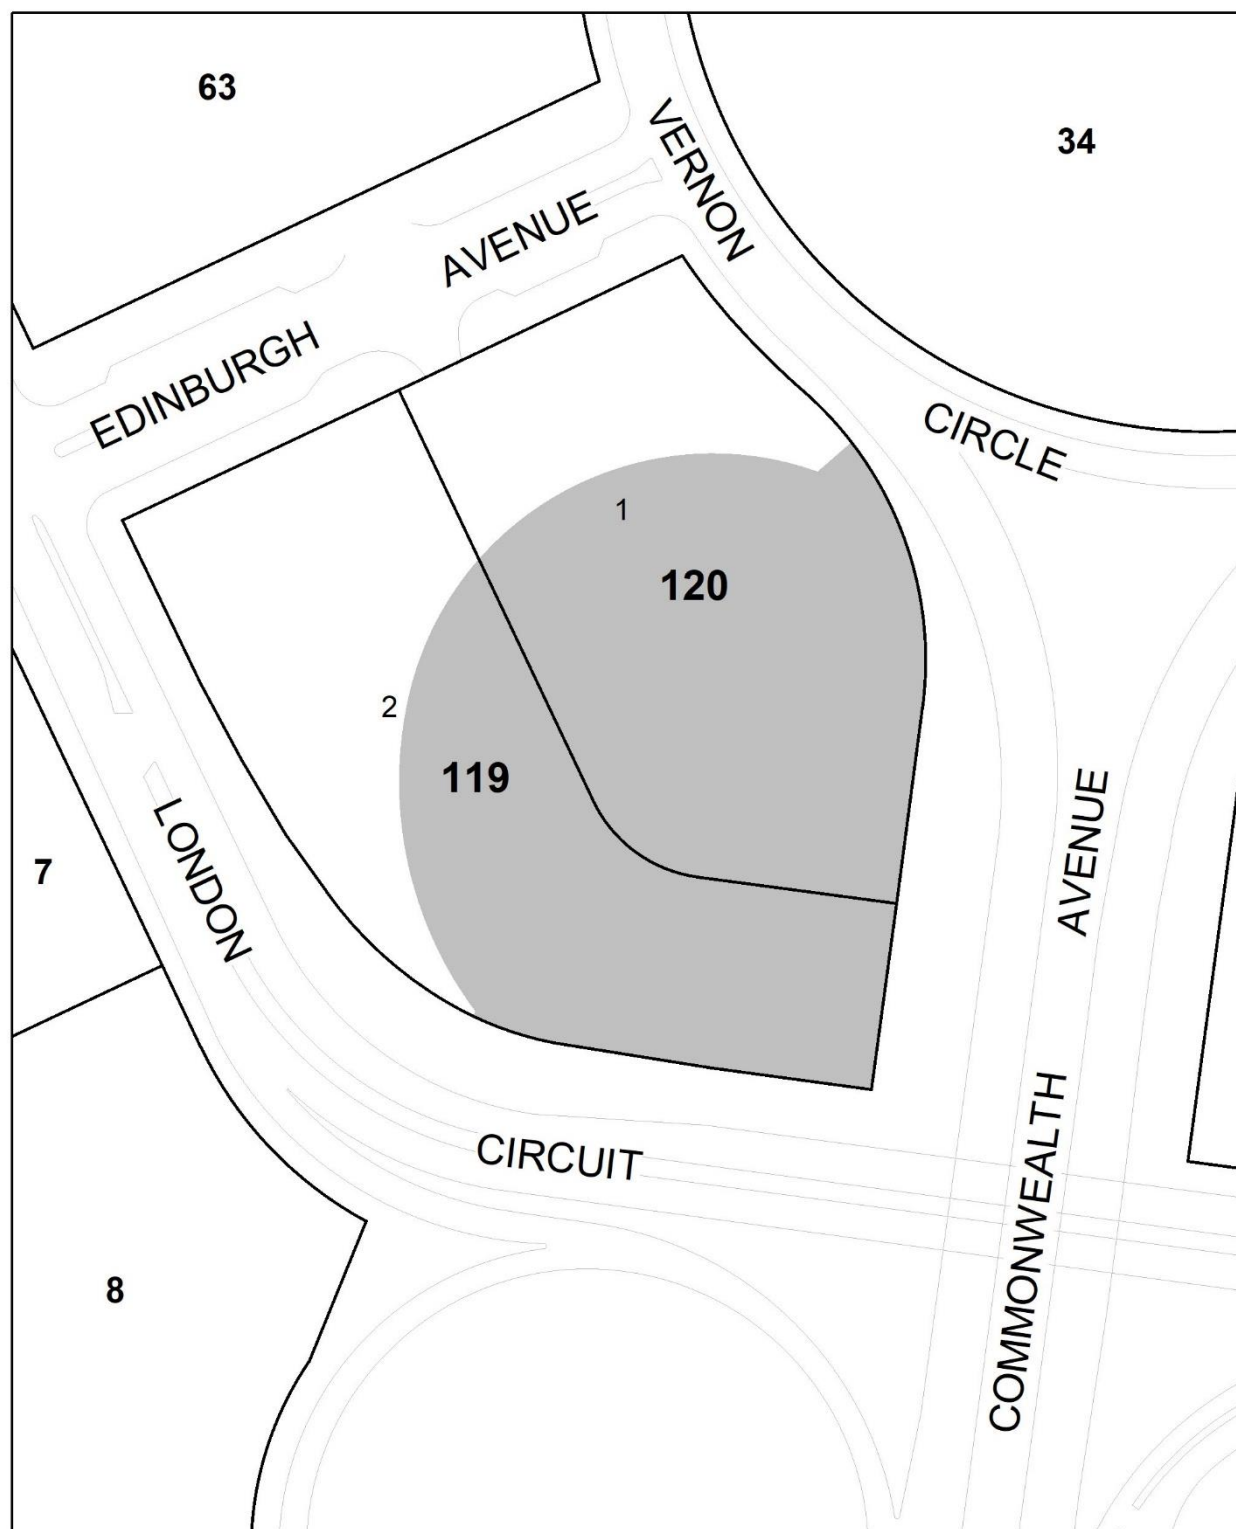 63
34
VERNON
CIRCLE
EDINBURGH
AVENUE
1
120
2
119
7
LONDON
CIRCUIT
8
COMMONWEALTH
AVENUE